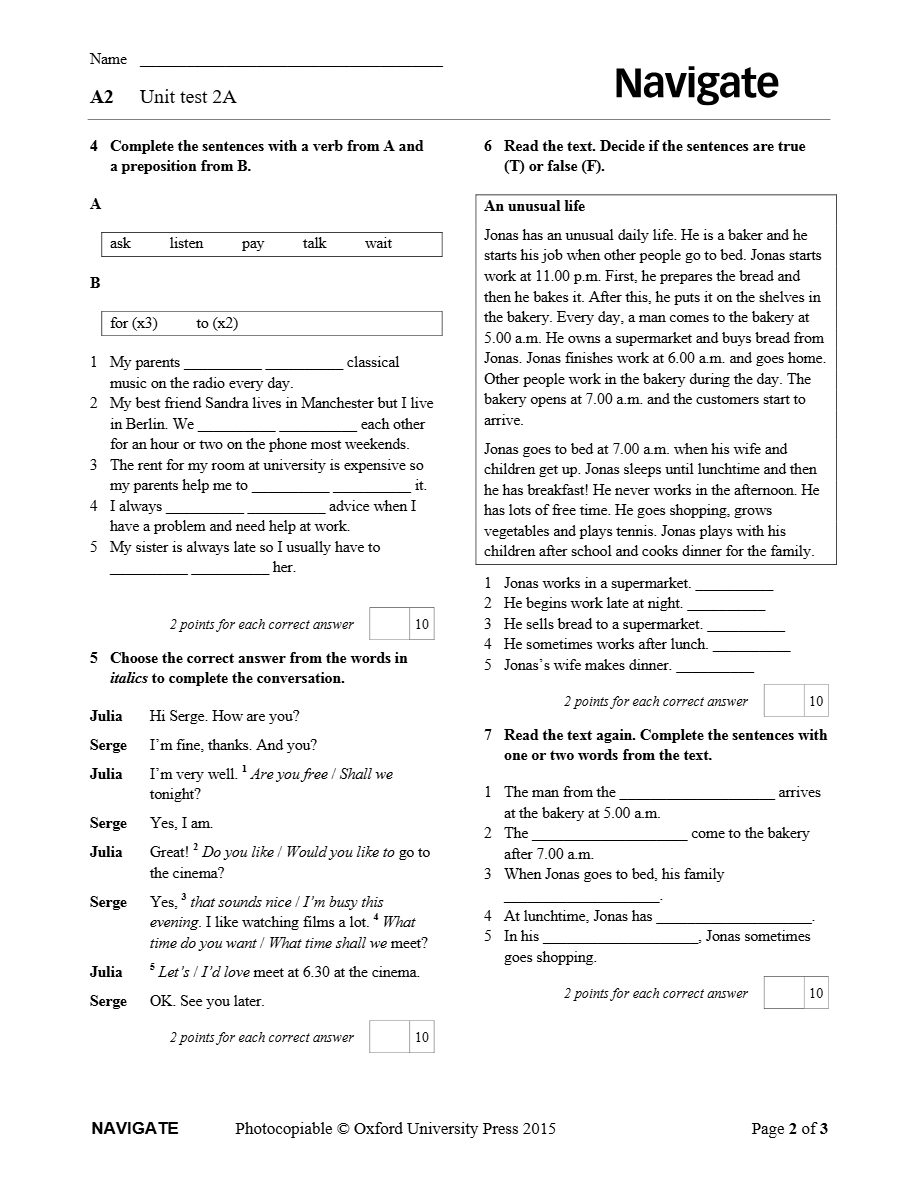 Name ______________________________________
Navigate
A2 Unit test 2A
4 Complete the sentences with a verb from A and
a preposition from B.
A
ask listen pay talk wait
B
for (x3) to (x2)
1 My parents __________ __________ classical
music on the radio every day.
2 My best friend Sandra lives in Manchester but I live
in Berlin. We __________ __________ each other
for an hour or two on the phone most weekends.
3 The rent for my room at university is expensive so
my parents help me to __________ __________ it.
4 I always __________ __________ advice when I
have a problem and need help at work.
5 My sister is always late so I usually have to
__________ __________ her.
2 points for each correct answer 10
5 Choose the correct answer from the words in
italics to complete the conversation.
Julia Hi Serge. How are you?
Serge I’m fine, thanks. And you?
Julia I’m very well. 1 Are you free / Shall we
tonight?
Serge Yes, I am.
Julia Great! 2 Do you like / Would you like to go to
the cinema?
Serge Yes, 3 that sounds nice / I’m busy this
evening. I like watching films a lot. 4 What
time do you want / What time shall we meet?
Julia 5 Let’s / I’d love meet at 6.30 at the cinema.
Serge OK. See you later.
2 points for each correct answer 10
6 Read the text. Decide if the sentences are true
(T) or false (F).
An unusual life
Jonas has an unusual daily life. He is a baker and he
starts his job when other people go to bed. Jonas starts
work at 11.00 p.m. First, he prepares the bread and
then he bakes it. After this, he puts it on the shelves in
the bakery. Every day, a man comes to the bakery at
5.00 a.m. He owns a supermarket and buys bread from
Jonas. Jonas finishes work at 6.00 a.m. and goes home.
Other people work in the bakery during the day. The
bakery opens at 7.00 a.m. and the customers start to
arrive.
Jonas goes to bed at 7.00 a.m. when his wife and
children get up. Jonas sleeps until lunchtime and then
he has breakfast! He never works in the afternoon. He
has lots of free time. He goes shopping, grows
vegetables and plays tennis. Jonas plays with his
children after school and cooks dinner for the family.
1 Jonas works in a supermarket. __________
2 He begins work late at night. __________
3 He sells bread to a supermarket. __________
4 He sometimes works after lunch. __________
5 Jonas’s wife makes dinner. __________
2 points for each correct answer 10
7 Read the text again. Complete the sentences with
one or two words from the text.
1 The man from the ____________________ arrives
at the bakery at 5.00 a.m.
2 The ____________________ come to the bakery
after 7.00 a.m.
3 When Jonas goes to bed, his family
____________________.
4 At lunchtime, Jonas has ____________________.
5 In his ____________________, Jonas sometimes
goes shopping.
2 points for each correct answer 10
NAVIGATE Photocopiable © Oxford University Press 2015 Page 2 of 3